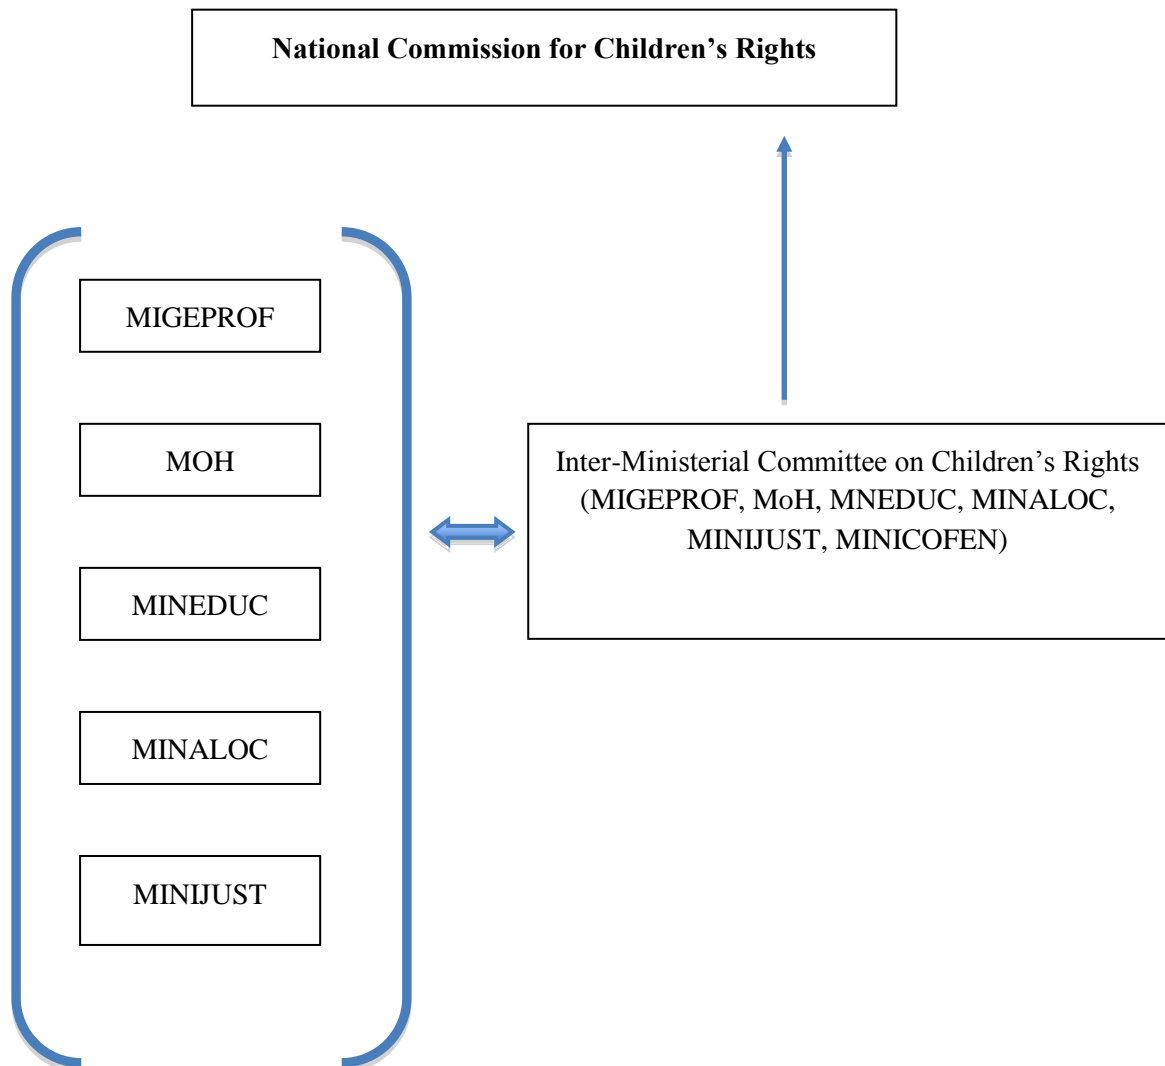 National Commission for Children’s Rights
MIGEPROF
MOH
MINEDUC
MINALOC
MINIJUST
Inter-Ministerial Committee on Children’s Rights
(MIGEPROF, MoH, MNEDUC, MINALOC,
MINIJUST, MINICOFEN)